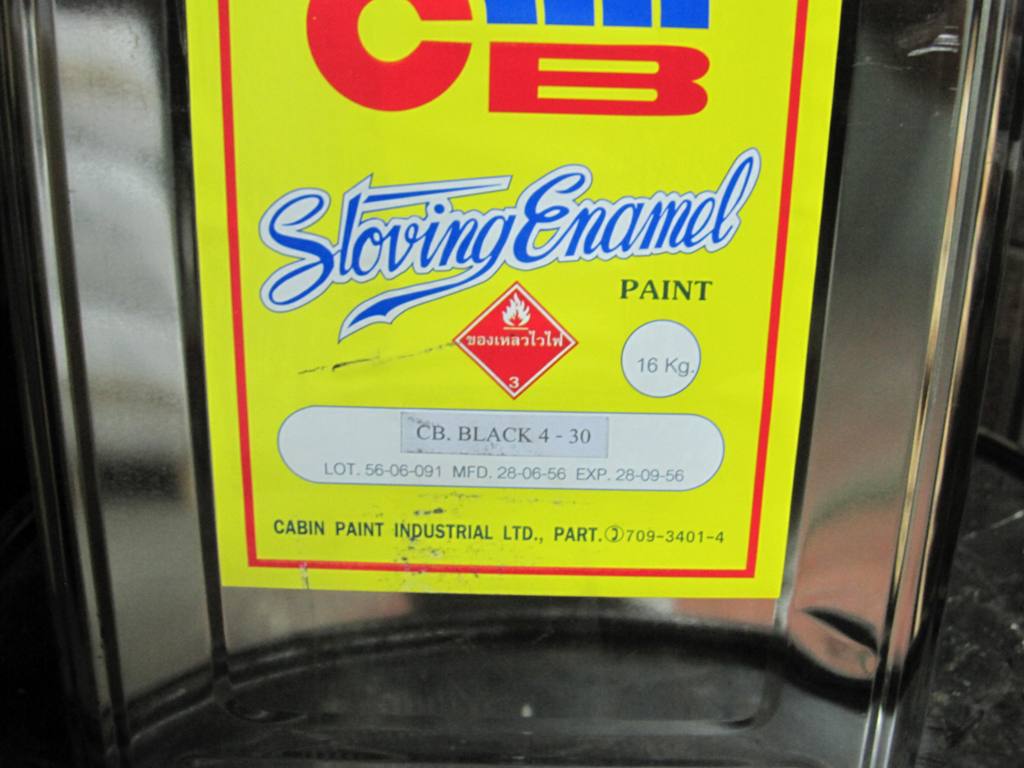 C
B
Stoving Enamel
PAINT
ของเหลวไวไฟ
3
16 Kg.
CB. BLACK 4 - 30
LOT. 56-06-091 MFD. 28-06-56 EXP. 28-09-56
CABIN PAINT INDUSTRIAL LTD., PART. 709-3401-4